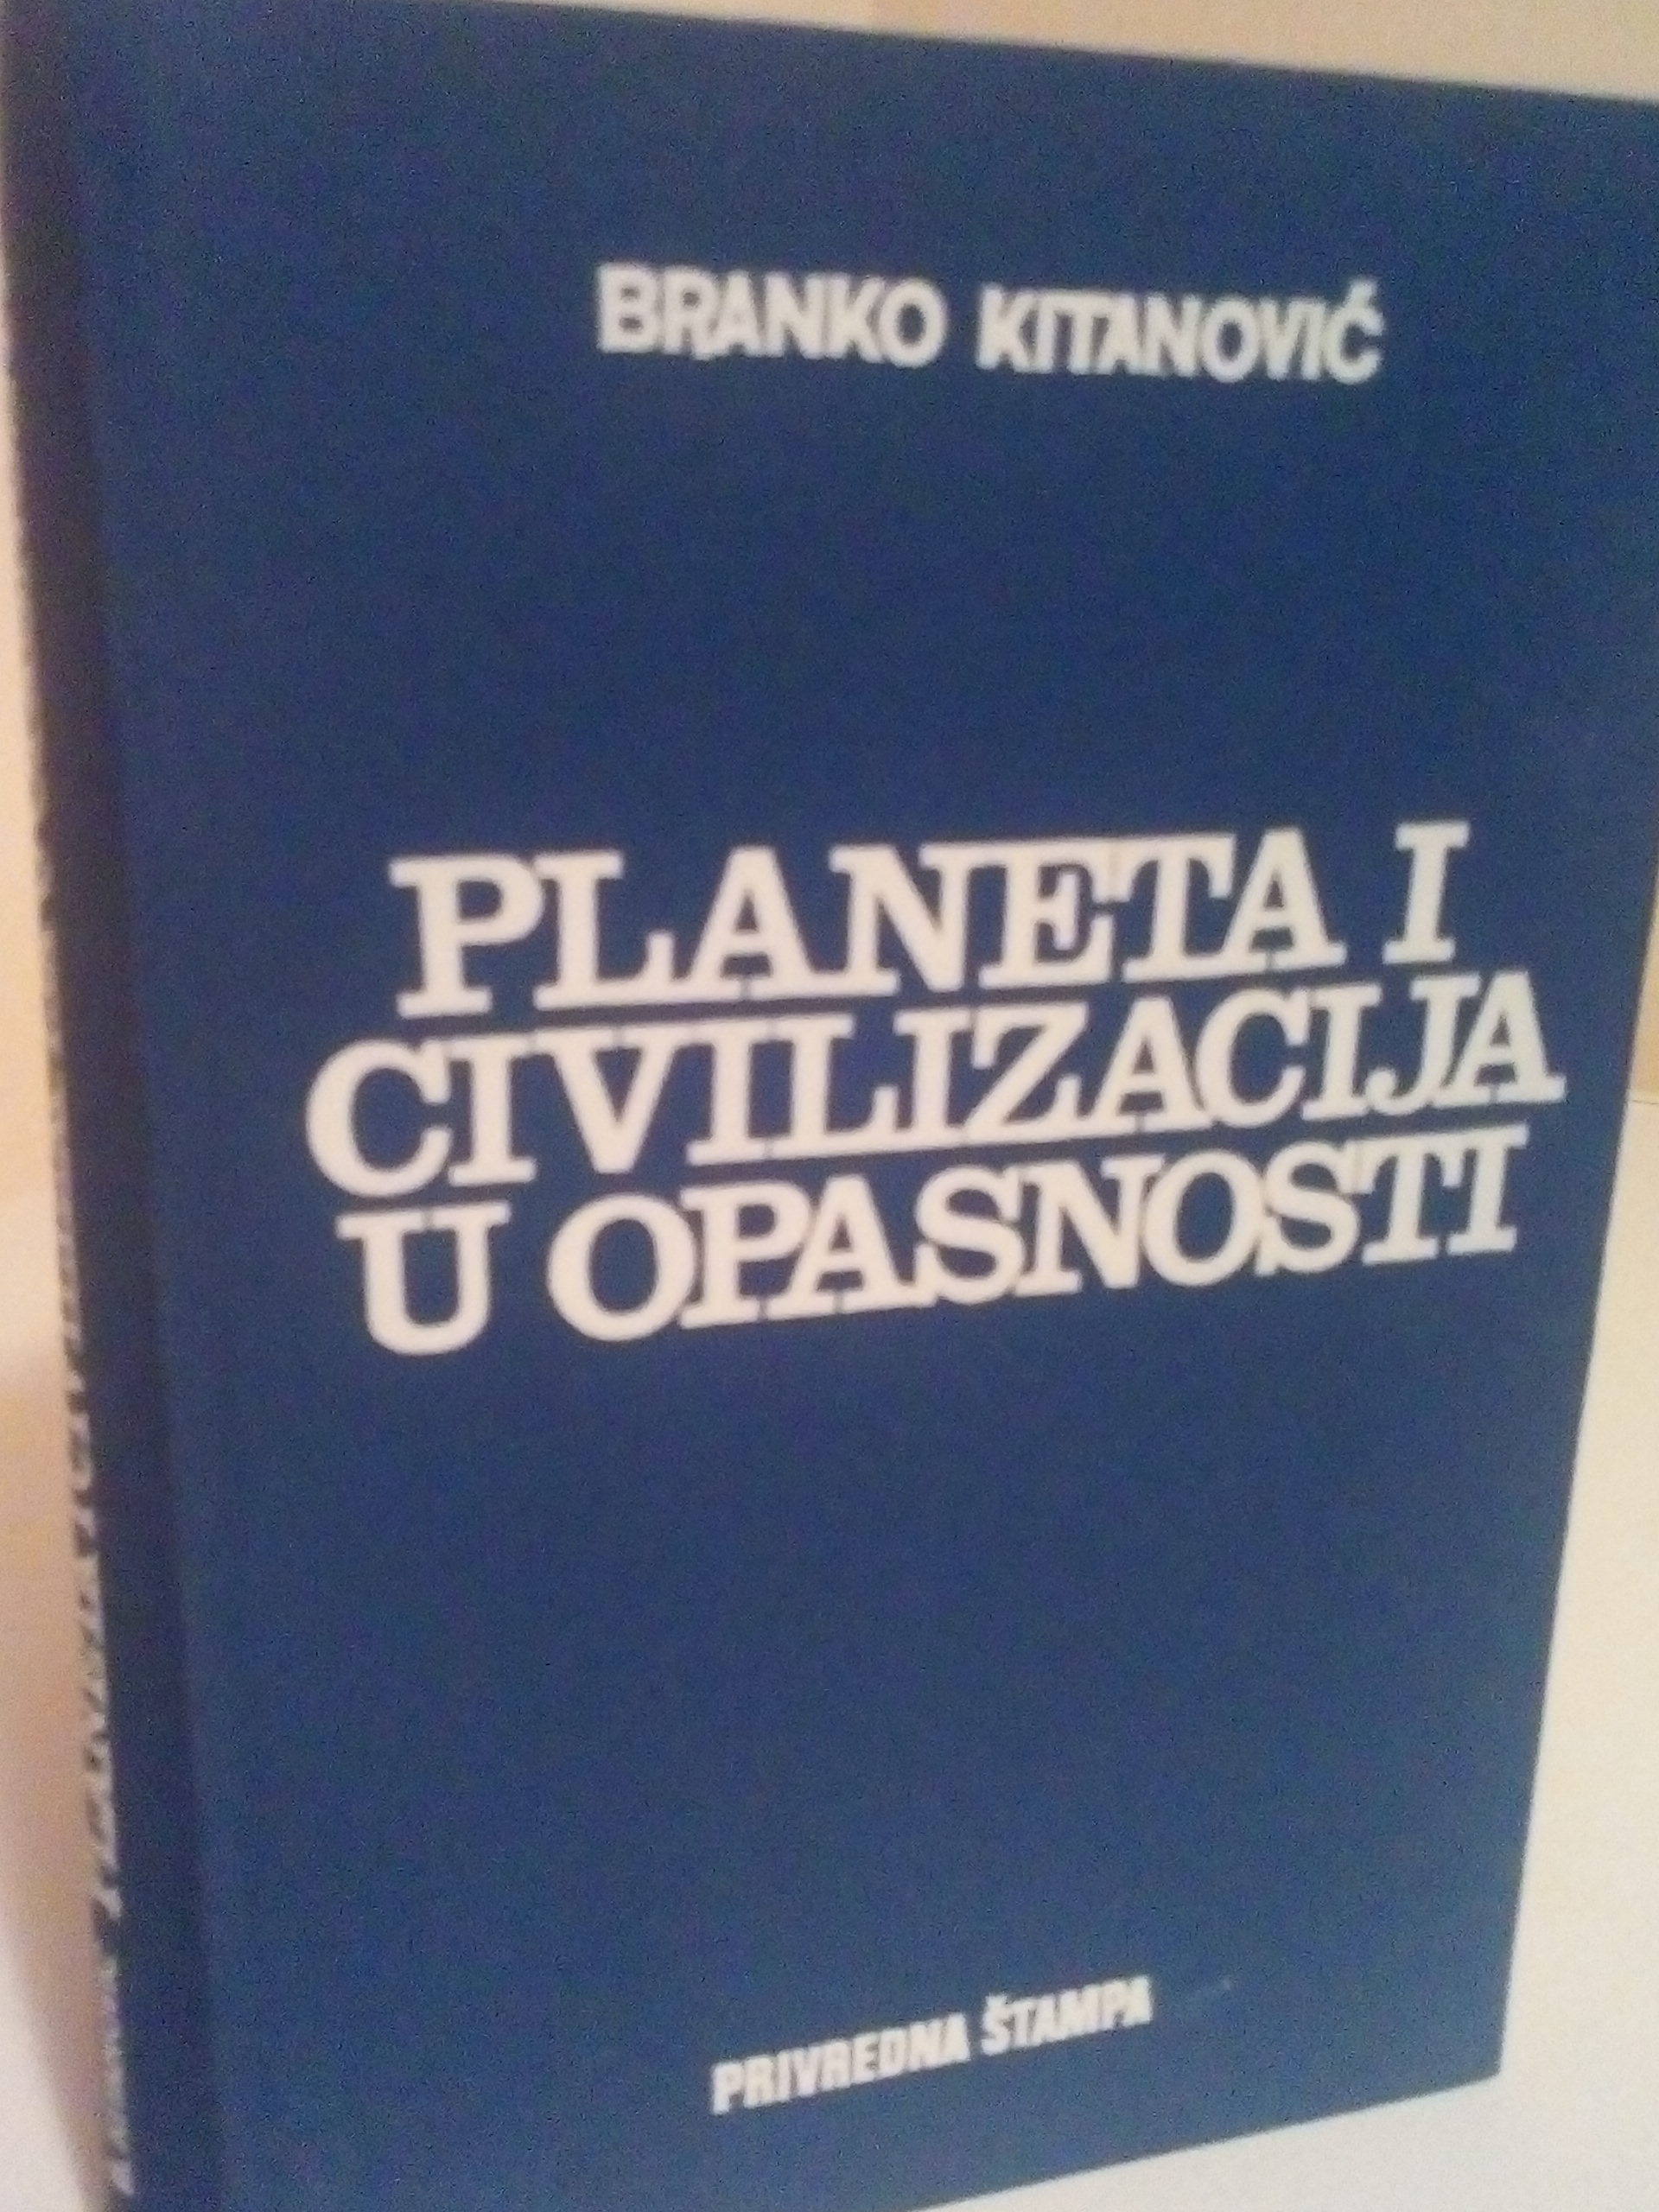 BRANKO KITANOVIĆ
PLANETA I
CIVILIZACIJA
U OPASNOSTI
PRIVREDNA ŠTAMPA